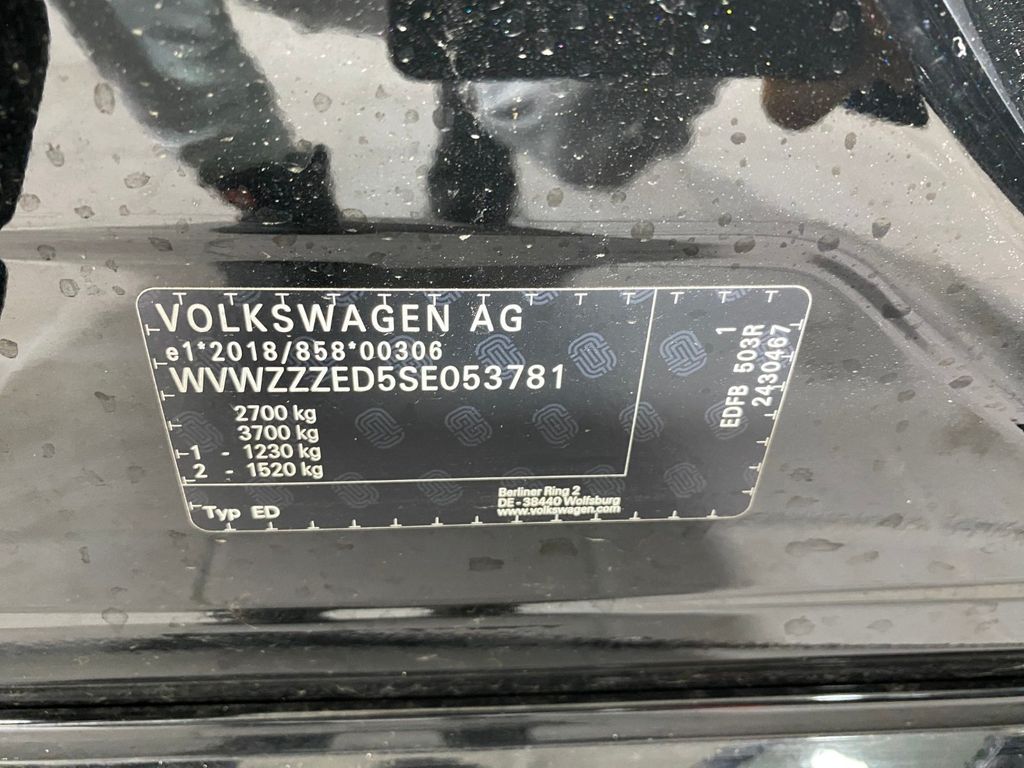 VOLKSWAGEN AG
e1*2018/858*00306
WVWZZZED5SE053781
2700 kg
3700 kg
1 - 1230 kg
2 - 1520 kg
Typ ED
Berliner Ring 2
DE-38440 Wolfsburg
www.volkswagen.com
1
EDFB 503R
2430467